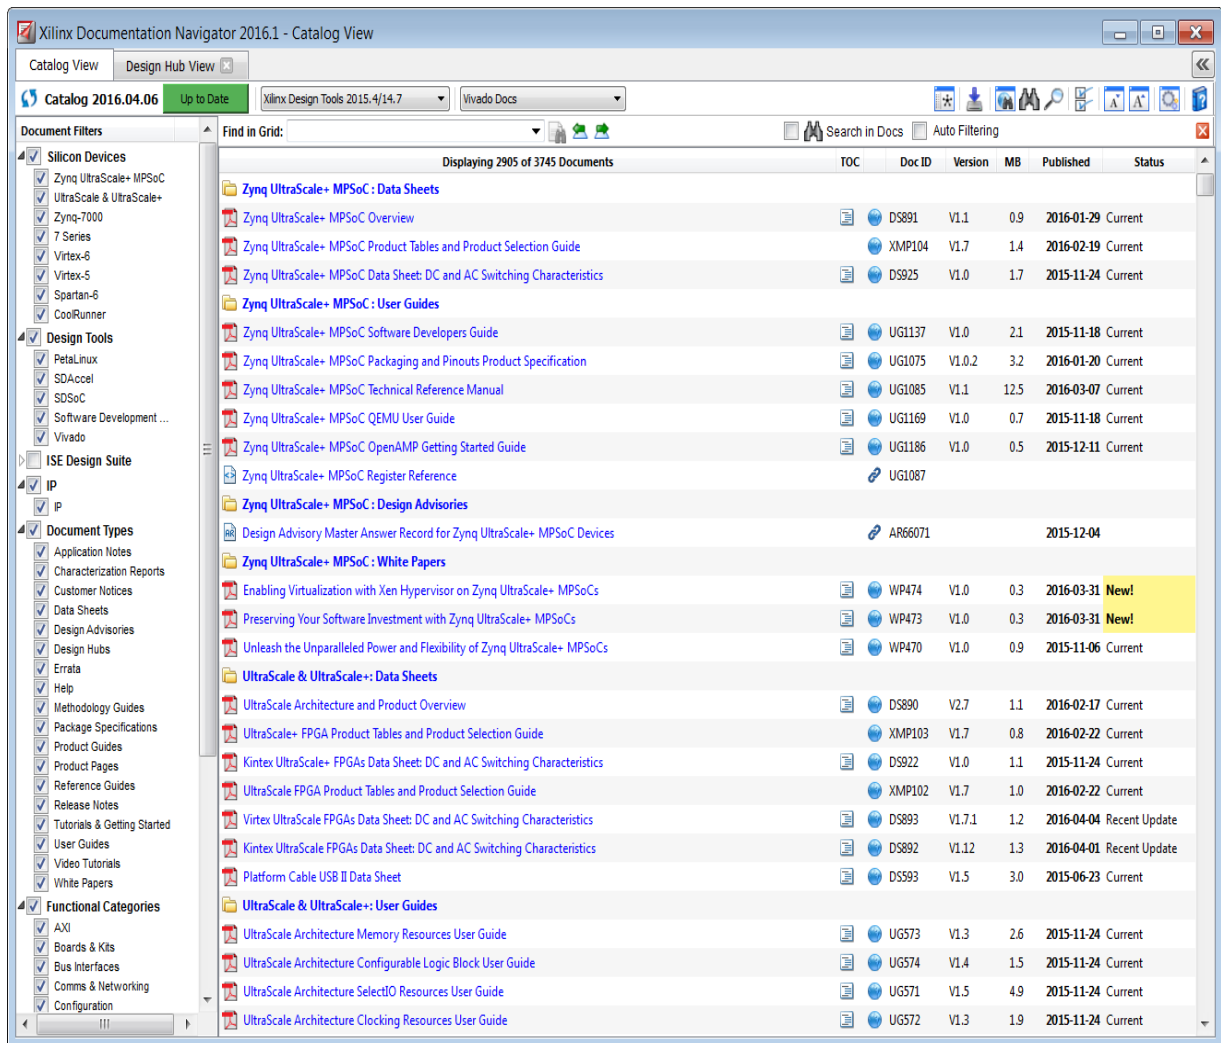 Xilinx Documentation Navigator 2016.1 - Catalog View
Catalog View Design Hub View
Catalog 2016.04.06 Up to Date Xilinx Design Tools 2015.4/14.7 Vivado Docs
Document Filters
Silicon Devices
Zynq UltraScale+ MPSoC
UltraScale & UltraScale+
Zynq-7000
7 Series
Virtex-6
Virtex-5
Spartan-6
CoolRunner
Design Tools
PetaLinux
SDAccel
SDSoC
Software Development ...
Vivado
ISE Design Suite
IP
IP
Document Types
Application Notes
Characterization Reports
Customer Notices
Data Sheets
Design Advisories
Design Hubs
Errata
Help
Methodology Guides
Package Specifications
Product Guides
Product Pages
Reference Guides
Release Notes
Tutorials & Getting Started
User Guides
Video Tutorials
White Papers
Functional Categories
AXI
Boards & Kits
Bus Interfaces
Comms & Networking
Configuration
Find in Grid: Search in Docs Auto Filtering
Displaying 2905 of 3745 Documents TOC Doc ID Version MB Published Status
Zynq UltraScale+ MPSoC : Data Sheets
Zynq UltraScale+ MPSoC Overview DS891 V1.1 0.9 2016-01-29 Current
Zynq UltraScale+ MPSoC Product Tables and Product Selection Guide XMP104 V1.7 1.4 2016-02-19 Current
Zynq UltraScale+ MPSoC Data Sheet: DC and AC Switching Characteristics DS925 V1.0 1.7 2015-11-24 Current
Zynq UltraScale+ MPSoC : User Guides
Zynq UltraScale+ MPSoC Software Developers Guide UG1137 V1.0 2.1 2015-11-18 Current
Zynq UltraScale+ MPSoC Packaging and Pinouts Product Specification UG1075 V1.0.2 3.2 2016-01-20 Current
Zynq UltraScale+ MPSoC Technical Reference Manual UG1085 V1.1 12.5 2016-03-07 Current
Zynq UltraScale+ MPSoC QEMU User Guide UG1169 V1.0 0.7 2015-11-18 Current
Zynq UltraScale+ MPSoC OpenAMP Getting Started Guide UG1186 V1.0 0.5 2015-12-11 Current
Zynq UltraScale+ MPSoC Register Reference UG1087
Zynq UltraScale+ MPSoC : Design Advisories
Design Advisory Master Answer Record for Zynq UltraScale+ MPSoC Devices AR66071 2015-12-04
Zynq UltraScale+ MPSoC : White Papers
Enabling Virtualization with Xen Hypervisor on Zynq UltraScale+ MPSoCs WP474 V1.0 0.3 2016-03-31 New!
Preserving Your Software Investment with Zynq UltraScale+ MPSoCs WP473 V1.0 0.3 2016-03-31 New!
Unleash the Unparalleled Power and Flexibility of Zynq UltraScale+ MPSoCs WP470 V1.0 0.9 2015-11-06 Current
UltraScale & UltraScale+: Data Sheets
UltraScale Architecture and Product Overview DS890 V2.7 1.1 2016-02-17 Current
UltraScale+ FPGA Product Tables and Product Selection Guide XMP103 V1.7 0.8 2016-02-22 Current
Kintex UltraScale+ FPGAs Data Sheet: DC and AC Switching Characteristics DS922 V1.0 1.1 2015-11-24 Current
UltraScale FPGA Product Tables and Product Selection Guide XMP102 V1.7 1.0 2016-02-22 Current
Virtex UltraScale FPGAs Data Sheet: DC and AC Switching Characteristics DS893 V1.7.1 1.2 2016-04-04 Recent Update
Kintex UltraScale FPGAs Data Sheet: DC and AC Switching Characteristics DS892 V1.12 1.3 2016-04-01 Recent Update
Platform Cable USB II Data Sheet DS593 V1.5 3.0 2015-06-23 Current
UltraScale & UltraScale+: User Guides
UltraScale Architecture Memory Resources User Guide UG573 V1.3 2.6 2015-11-24 Current
UltraScale Architecture Configurable Logic Block User Guide UG574 V1.4 1.5 2015-11-24 Current
UltraScale Architecture SelectIO Resources User Guide UG571 V1.5 4.9 2015-11-24 Current
UltraScale Architecture Clocking Resources User Guide UG572 V1.3 1.9 2015-11-24 Current